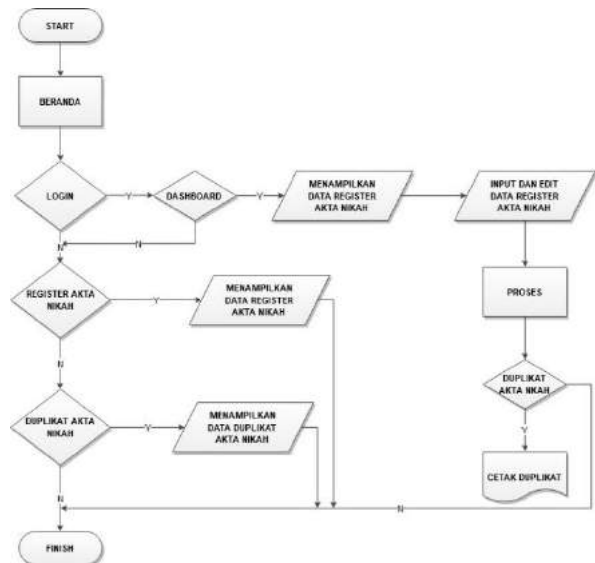 START
BERANDA
LOGIN
Y
DASHBOARD
Y
MENAMPILKAN
DATA REGISTER
AKTA NIKAH
INPUT DAN EDIT
DATA REGISTER
AKTA NIKAH
N
N
REGISTER AKTA
NIKAH
Y
MENAMPILKAN
DATA REGISTER
AKTA NIKAH
PROSES
N
DUPLIKAT
AKTA NKAH
DUPLIKAT AKTA
NIKAH
Y
MENAMPILKAN
DATA DUPLIKAT
AKTA NIKAH
Y
CETAK DUPLIKAT
N
N
FINISH